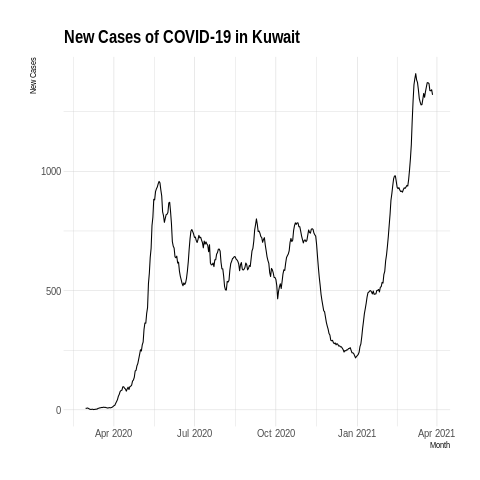 New Cases of COVID-19 in Kuwait
New Cases
1000
500
0
Apr 2020 Jul 2020 Oct 2020 Jan 2021 Apr 2021
Month